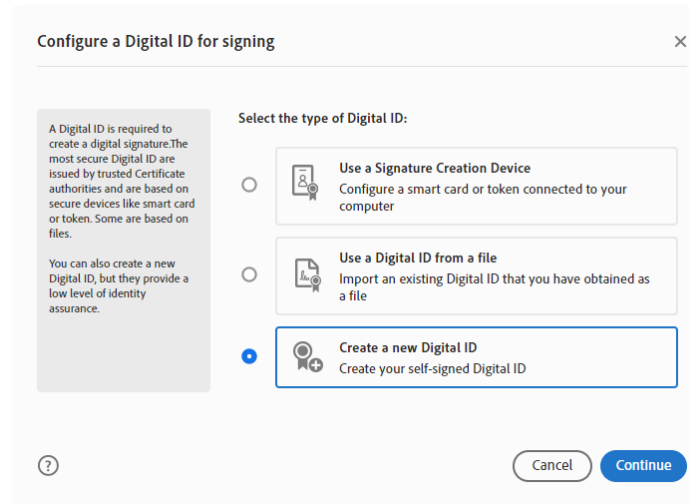 Configure a Digital ID for signing
A Digital ID is required to
create a digital signature.The
most secure Digital ID are
issued by trusted Certificate
authorities and are based on
secure devices like smart card
or token. Some are based on
files.
You can also create a new
Digital ID, but they provide a
low level of identity
assurance.
Select the type of Digital ID:
Use a Signature Creation Device
Configure a smart card or token connected to your
computer
Use a Digital ID from a file
Import an existing Digital ID that you have obtained as
a file
Create a new Digital ID
Create your self-signed Digital ID
?
Cancel
Continue